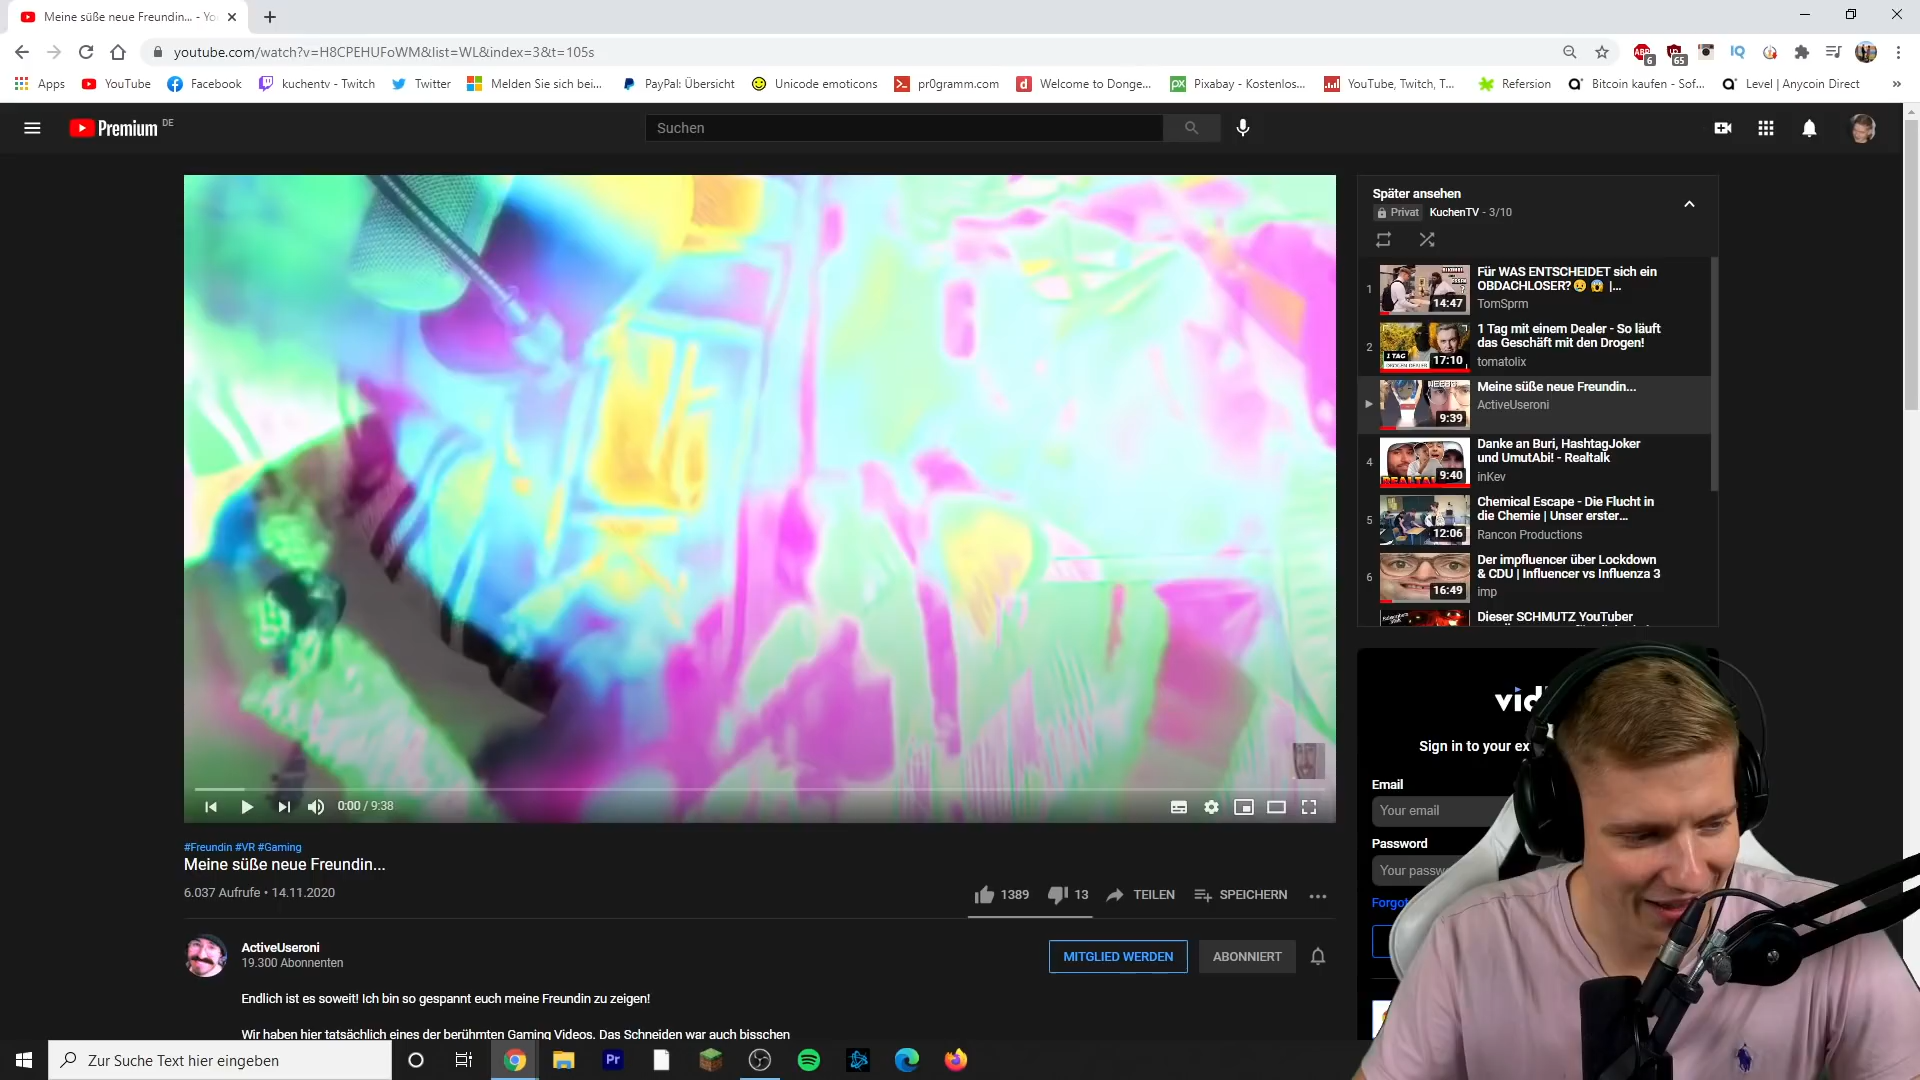 Meine süße neue Freundin... - Yo
youtube.com/watch?v=H8CPEHUFoWM&list=WL&index=3&t=105s
6
65
Apps
YouTube
Facebook
kuchentv - Twitch
Twitter
Melden Sie sich bei...
PayPal: Übersicht
Unicode emoticons
pr0gramm.com
Welcome to Donge...
Pixabay - Kostenlos...
YouTube, Twitch, T...
Refersion
Bitcoin kaufen - Sof...
Level | Anycoin Direct
Premium DE
Suchen
Später ansehen
Privat KuchenTV - 3/10
1
14:47
Für WAS ENTSCHEIDET sich ein
OBDACHLOSER?😢 😱 |...
TomSprm
2
1 TAG
17:10
1 Tag mit einem Dealer - So läuft
das Geschäft mit den Drogen!
tomatolix
9:39
Meine süße neue Freundin...
ActiveUseroni
4
REALTA
9:40
Danke an Buri, HashtagJoker
und UmutAbi! - Realtalk
inKev
5
12:06
Chemical Escape - Die Flucht in
die Chemie | Unser erster...
Rancon Productions
6
16:49
Der impfluencer über Lockdown
& CDU | Influencer vs Influenza 3
imp
Dieser SCHMUTZ YouTuber
0:00 / 9:38
#Freundin #VR #Gaming
Meine süße neue Freundin...
6.037 Aufrufe • 14.11.2020
1389
13
TEILEN
SPEICHERN
ActiveUseroni
19.300 Abonnenten
MITGLIED WERDEN
ABONNIERT
Endlich ist es soweit! Ich bin so gespannt euch meine Freundin zu zeigen!
Wir haben hier tatsächlich eines der berühmten Gaming Videos. Das Schneiden war auch bisschen
vid
Sign in to your ex
Email
Your email
Password
Your passw
Forgot
Zur Suche Text hier eingeben
Pr